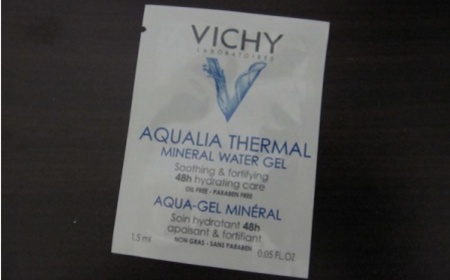 VICHY
LABORATOIRES
AQUALIA THERMAL
MINERAL WATER GEL
Soothing & fortifying
48h hydrating care
OIL FREE - PARABEN FREE
AQUA-GEL MINÉRAL
Soin hydratant 48h
apaisant & fortifiant
NON GRAS - SANS PARABEN
1.5 ml 0.05 FL.OZ